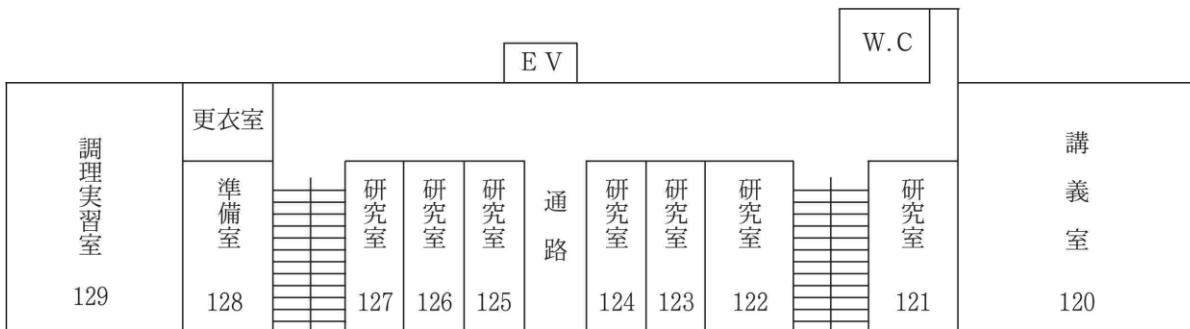 W.C
EV
更衣室
調理実習室
129
準備室
128
研究室
127
研究室
126
研究室
125
通路
研究室
124
研究室
123
研究室
122
研究室
121
講義室
120